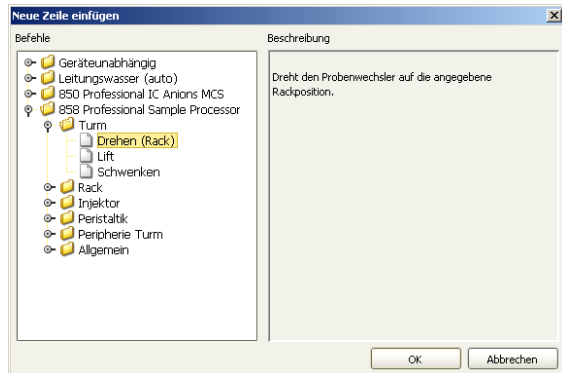 Neue Zeile einfügen
Befehle
Geräteunabhängig
Leitungswasser (auto)
850 Professional IC Anions MCS
858 Professional Sample Processor
Turm
Drehen (Rack)
Lift
Schwenken
Rack
Injektor
Peristaltik
Peripherie Turm
Allgemein
Beschreibung
Dreht den Probenwechsler auf die angegebene
Rackposition.
OK
Abbrechen